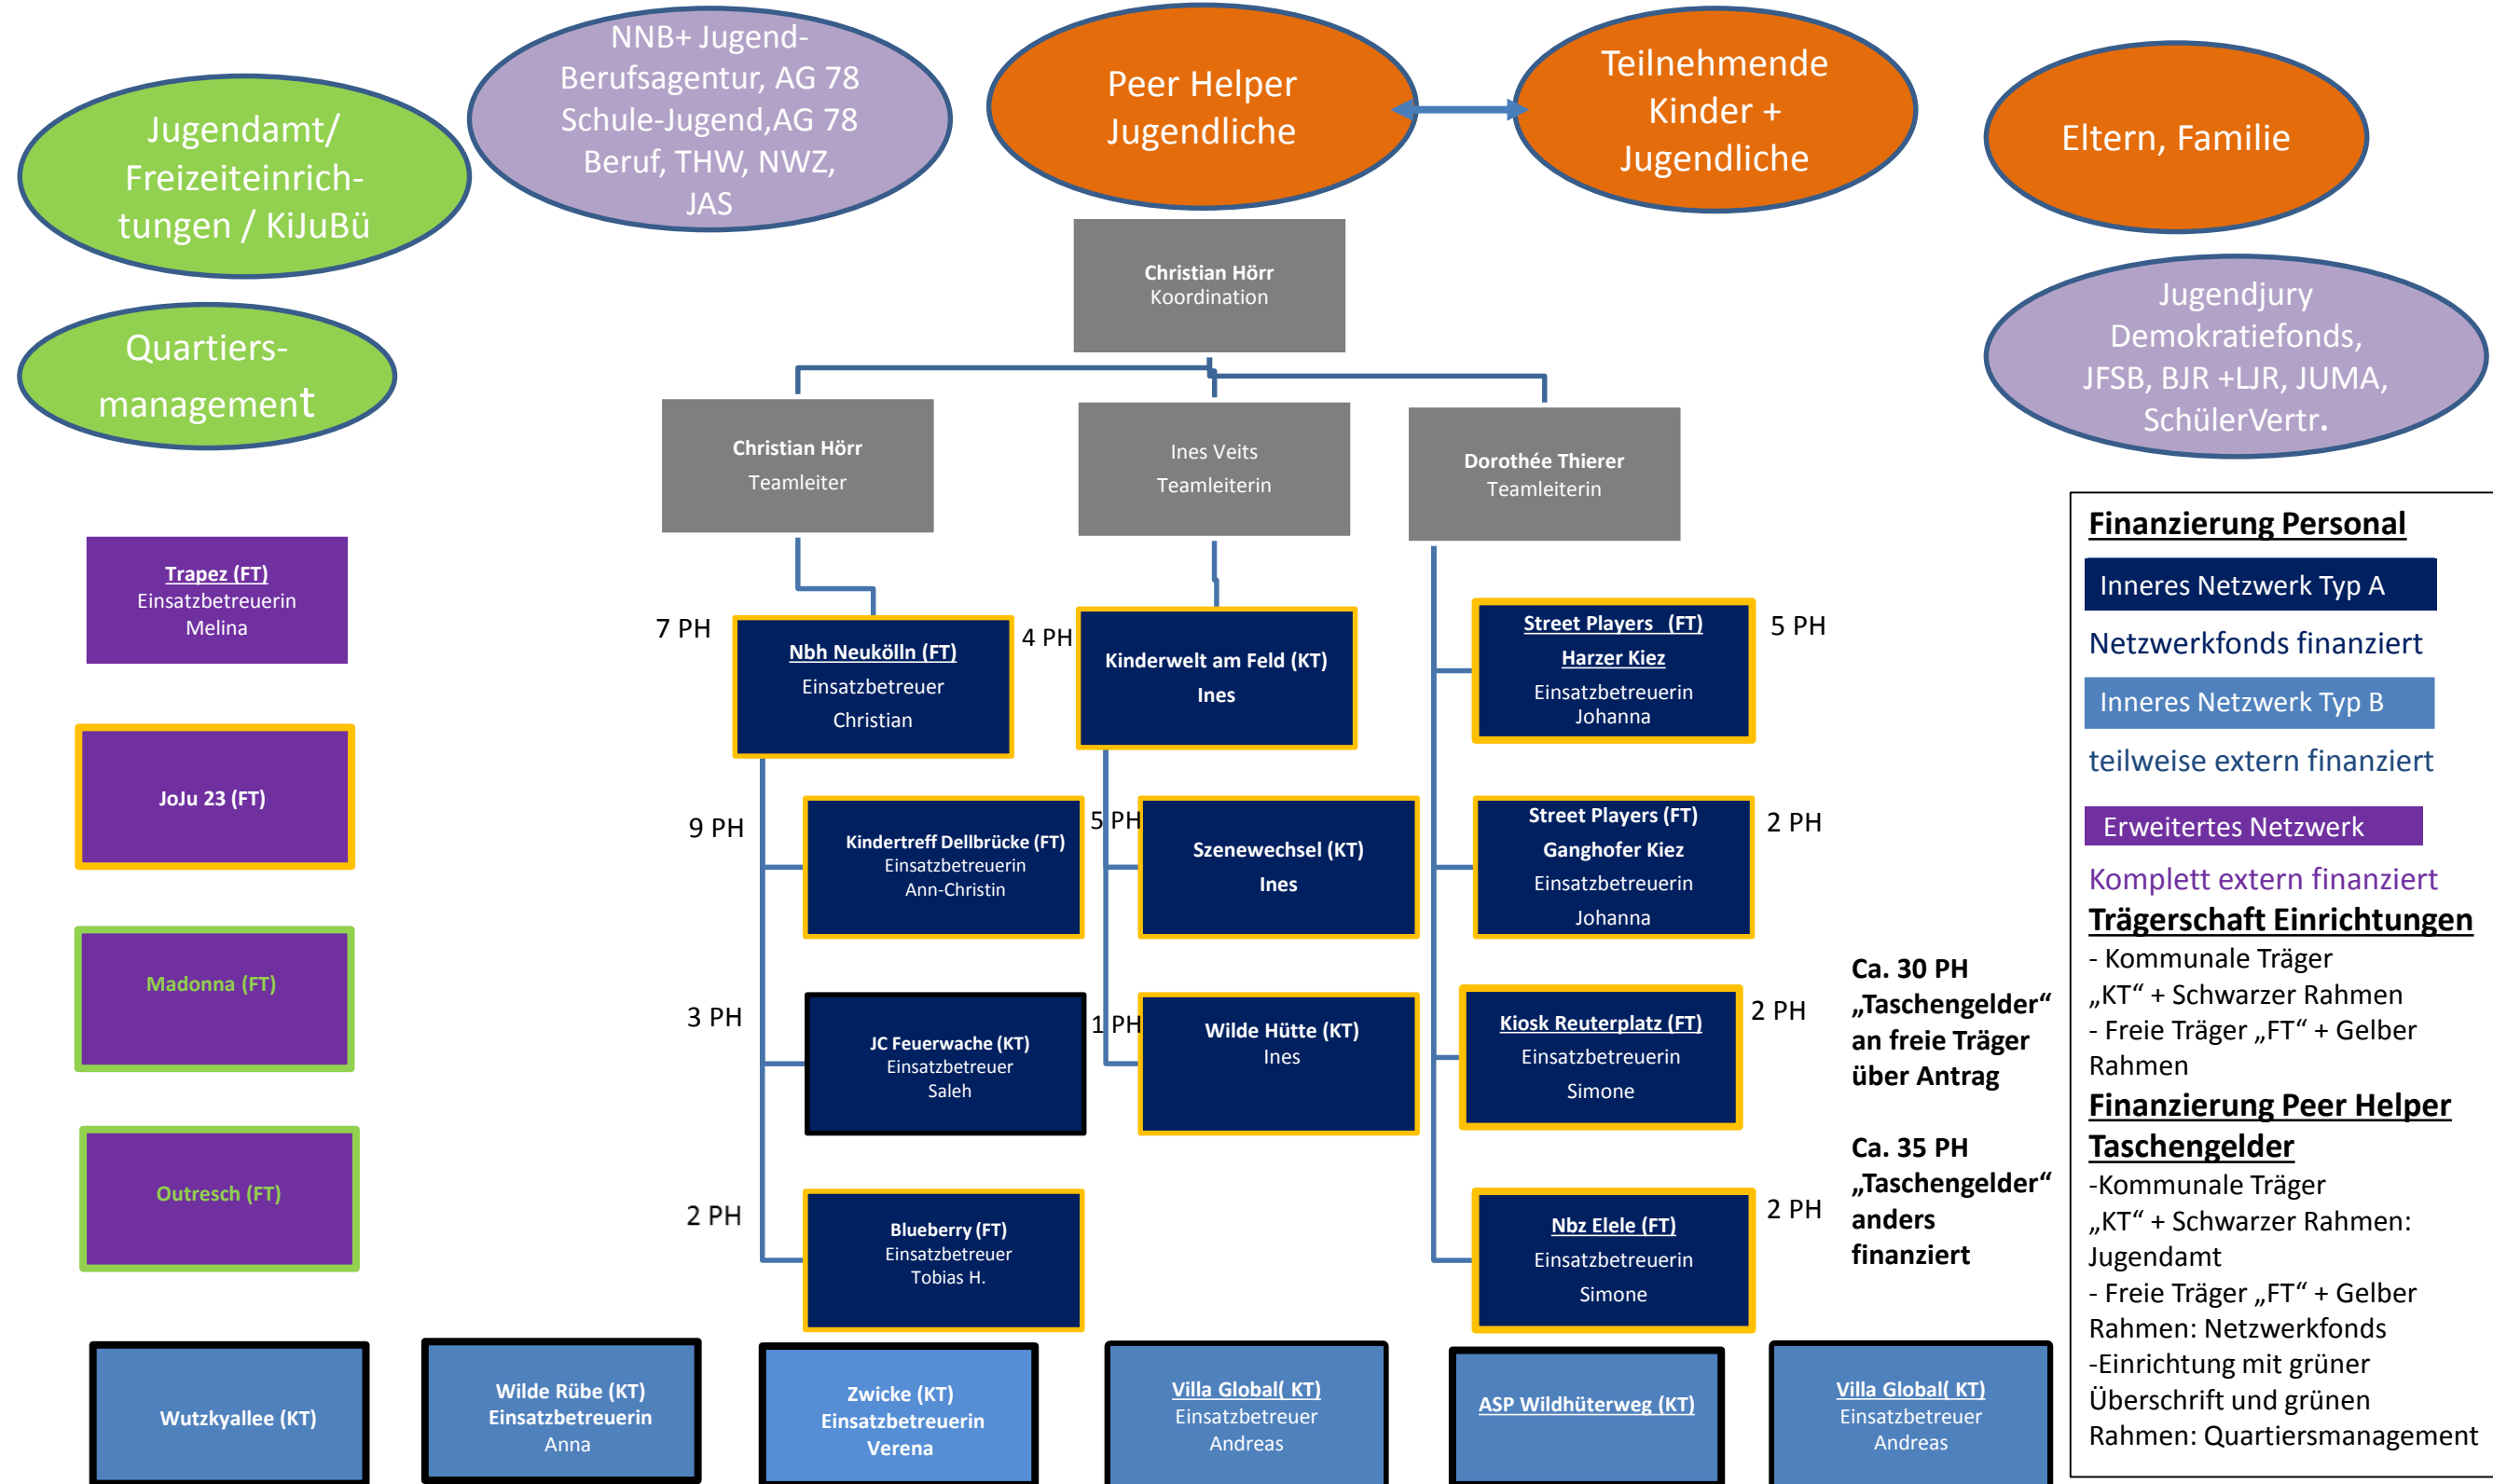 NNB+ Jugend-
Berufsagentur, AG 78
Schule-Jugend,AG 78
Beruf, THW, NWZ,
JAS
Peer Helper
Jugendliche
Teilnehmende
Kinder +
Jugendliche
Jugendamt/
Freizeiteinrich-
tungen / KiJuBü
Eltern, Familie
Christian Hörr
Koordination
Quartiers-
management
Jugendjury
Demokratiefonds,
JFSB, BJR +LJR, JUMA,
SchülerVertr.
Christian Hörr
Teamleiter
Ines Veits
Teamleiterin
Dorothée Thierer
Teamleiterin
Trapez (FT)
Einsatzbetreuerin
Melina
JoJu 23 (FT)
Madonna (FT)
Outresch (FT)
7 PH
Nbh Neukölln (FT)
Einsatzbetreuer
Christian
9 PH
Kindertreff Dellbrücke (FT)
Einsatzbetreuerin
Ann-Christin
3 PH
JC Feuerwache (KT)
Einsatzbetreuer
Saleh
2 PH
Blueberry (FT)
Einsatzbetreuer
Tobias H.
4 PH
Kinderwelt am Feld (KT)
Ines
5 PH
Szenewechsel (KT)
Ines
1 PH
Wilde Hütte (KT)
Ines
Street Players (FT)
Harzer Kiez
Einsatzbetreuerin
Johanna
5 PH
Street Players (FT)
Ganghofer Kiez
Einsatzbetreuerin
Johanna
2 PH
Kiosk Reuterplatz (FT)
Einsatzbetreuerin
Simone
2 PH
Nbz Elele (FT)
Einsatzbetreuerin
Simone
2 PH
Ca. 30 PH
„Taschengelder“
an freie Träger
über Antrag
Ca. 35 PH
„Taschengelder“
anders
finanziert
Wutzkyallee (KT)
Wilde Rübe (KT)
Einsatzbetreuerin
Anna
Zwicke (KT)
Einsatzbetreuerin
Verena
Villa Global( KT)
Einsatzbetreuer
Andreas
ASP Wildhüterweg (KT)
Villa Global( KT)
Einsatzbetreuer
Andreas
Finanzierung Personal
Inneres Netzwerk Typ A
Netzwerkfonds finanziert
Inneres Netzwerk Typ B
teilweise extern finanziert
Erweitertes Netzwerk
Komplett extern finanziert
Trägerschaft Einrichtungen
- Kommunale Träger
„KT“ + Schwarzer Rahmen
- Freie Träger „FT“ + Gelber
Rahmen
Finanzierung Peer Helper
Taschengelder
-Kommunale Träger
„KT“ + Schwarzer Rahmen:
Jugendamt
- Freie Träger „FT“ + Gelber
Rahmen: Netzwerkfonds
-Einrichtung mit grüner
Überschrift und grünen
Rahmen: Quartiersmanagement